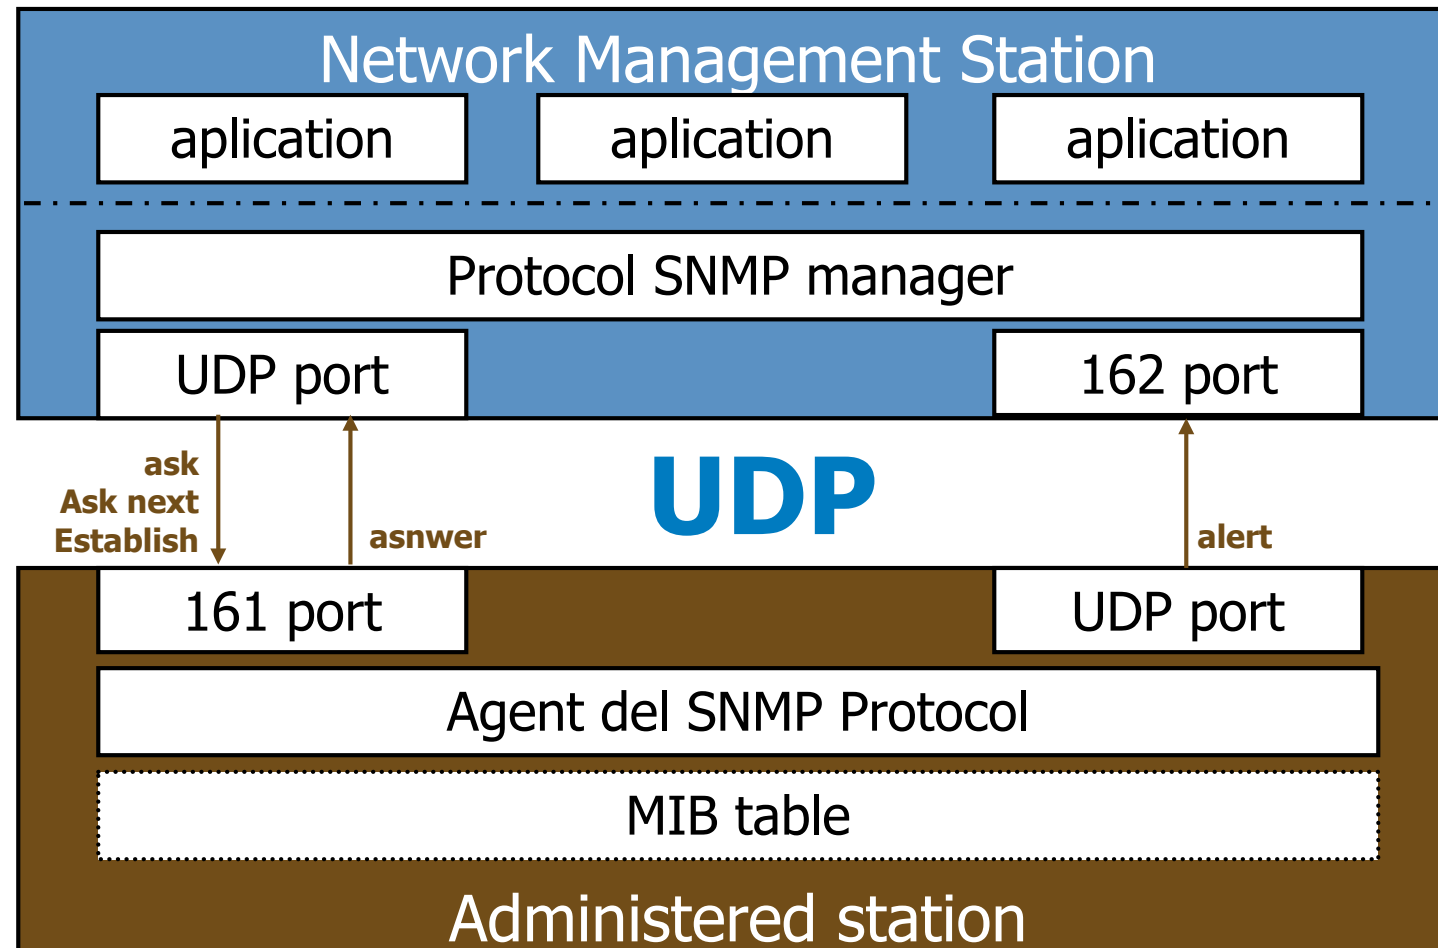 Network Management Station
aplication
aplication
aplication
Protocol SNMP manager
UDP port
162 port
ask
Ask next
Establish
asnwer
UDP
alert
161 port
UDP port
Agent del SNMP Protocol
MIB table
Administered station